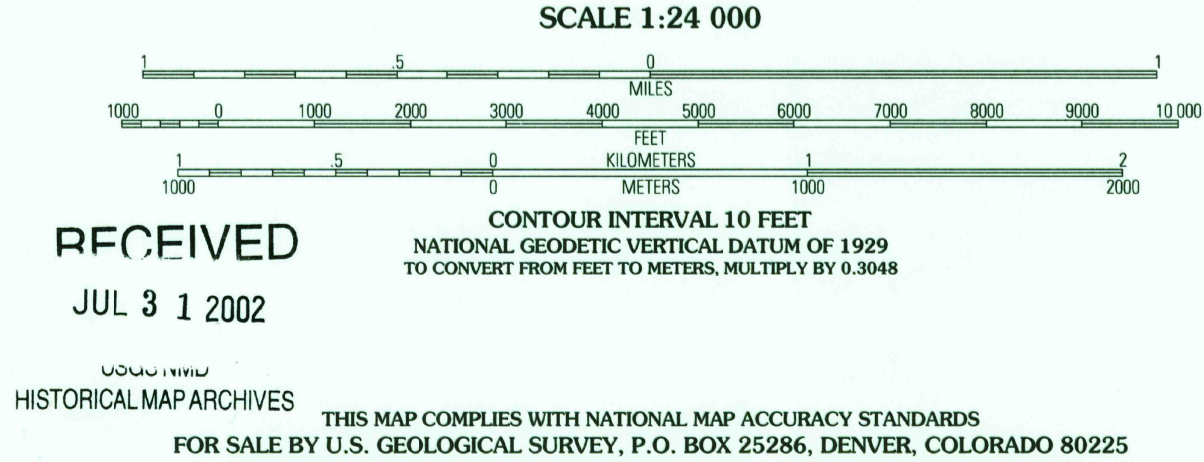 SCALE 1:24 000
1 .5 0 1
MILES
1000 0 1000 2000 3000 4000 5000 6000 7000 8000 9000 10 000
FEET
1 .5 0 KILOMETERS 1 2
1000 0 METERS 1000 2000
CONTOUR INTERVAL 10 FEET
NATIONAL GEODETIC VERTICAL DATUM OF 1929
TO CONVERT FROM FEET TO METERS, MULTIPLY BY 0.3048
RECEIVED
JUL 3 1 2002
USGS NMD
HISTORICAL MAP ARCHIVES
THIS MAP COMPLIES WITH NATIONAL MAP ACCURACY STANDARDS
FOR SALE BY U.S. GEOLOGICAL SURVEY, P.O. BOX 25286, DENVER, COLORADO 80225